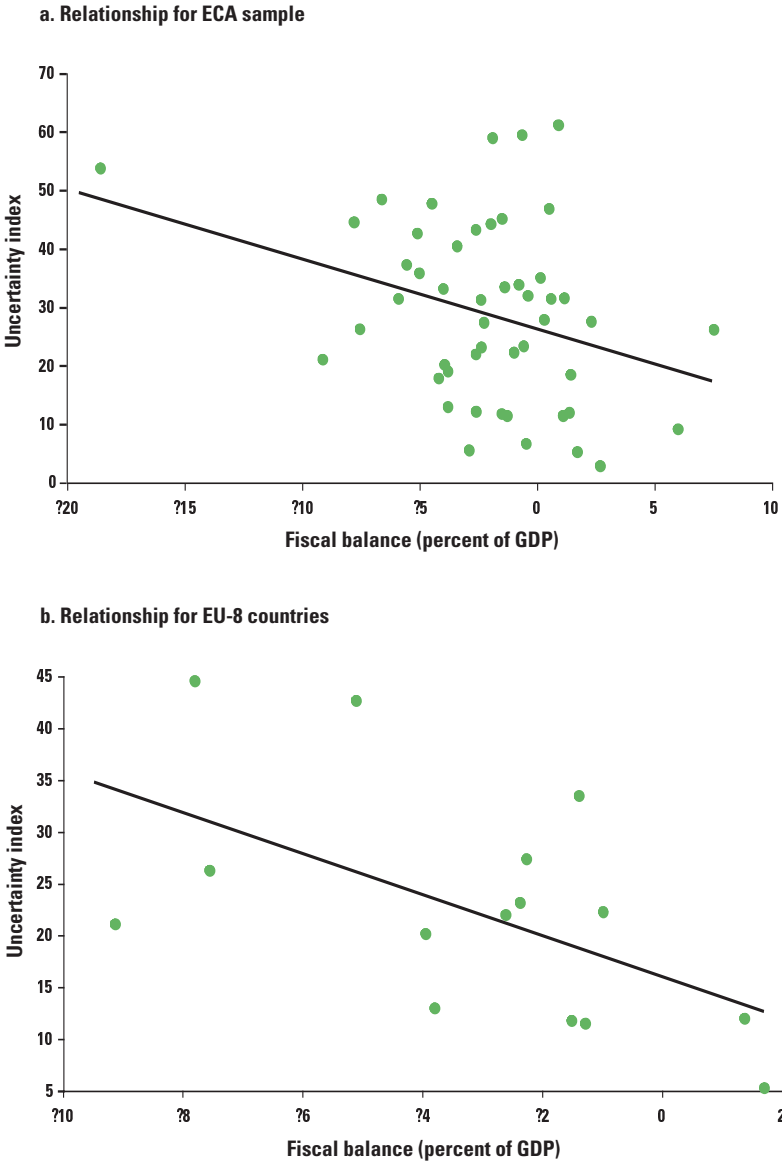 a. Relationship for ECA sample
70
60
50
40
30
20
10
0
Uncertainty index
?20 ?15 ?10 ?5 0 5 10
Fiscal balance (percent of GDP)
b. Relationship for EU-8 countries
45
40
35
30
25
20
15
10
5
Uncertainty index
?10 ?8 ?6 ?4 ?2 0 2
Fiscal balance (percent of GDP)